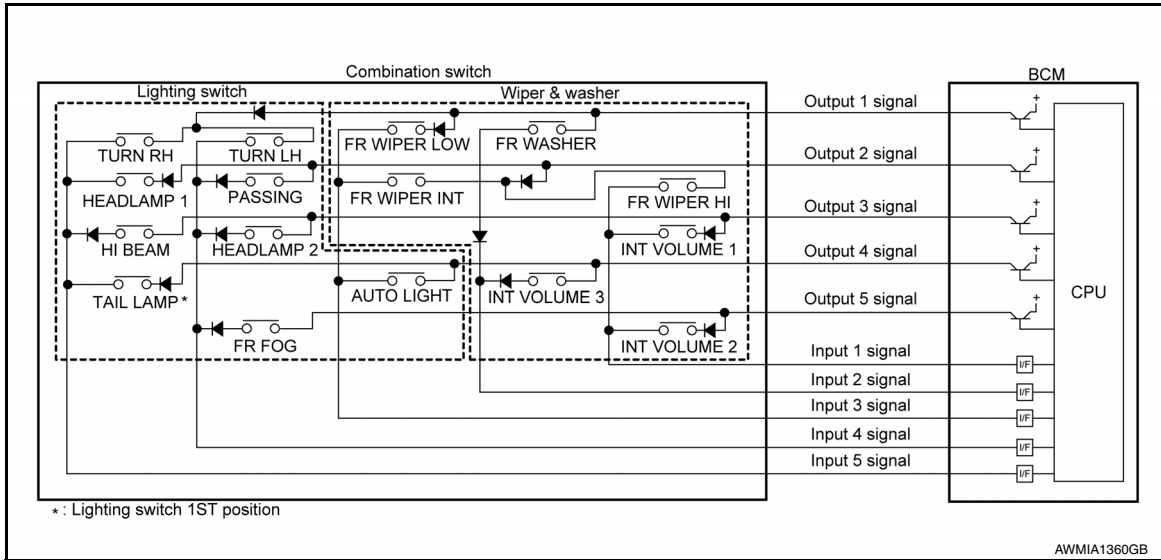 Combination switch
BCM
Lighting switch
Wiper & washer
Output 1 signal
+
TURN RH
TURN LH
FR WIPER LOW
FR WASHER
Output 2 signal
+
HEADLAMP 1
PASSING
FR WIPER INT
FR WIPER HI
Output 3 signal
+
HI BEAM
HEADLAMP 2
INT VOLUME 1
Output 4 signal
+
TAIL LAMP*
AUTO LIGHT
INT VOLUME 3
CPU
Output 5 signal
+
FR FOG
INT VOLUME 2
Input 1 signal
I/F
Input 2 signal
I/F
Input 3 signal
I/F
Input 4 signal
I/F
Input 5 signal
I/F
* : Lighting switch 1ST position
AWMIA1360GB